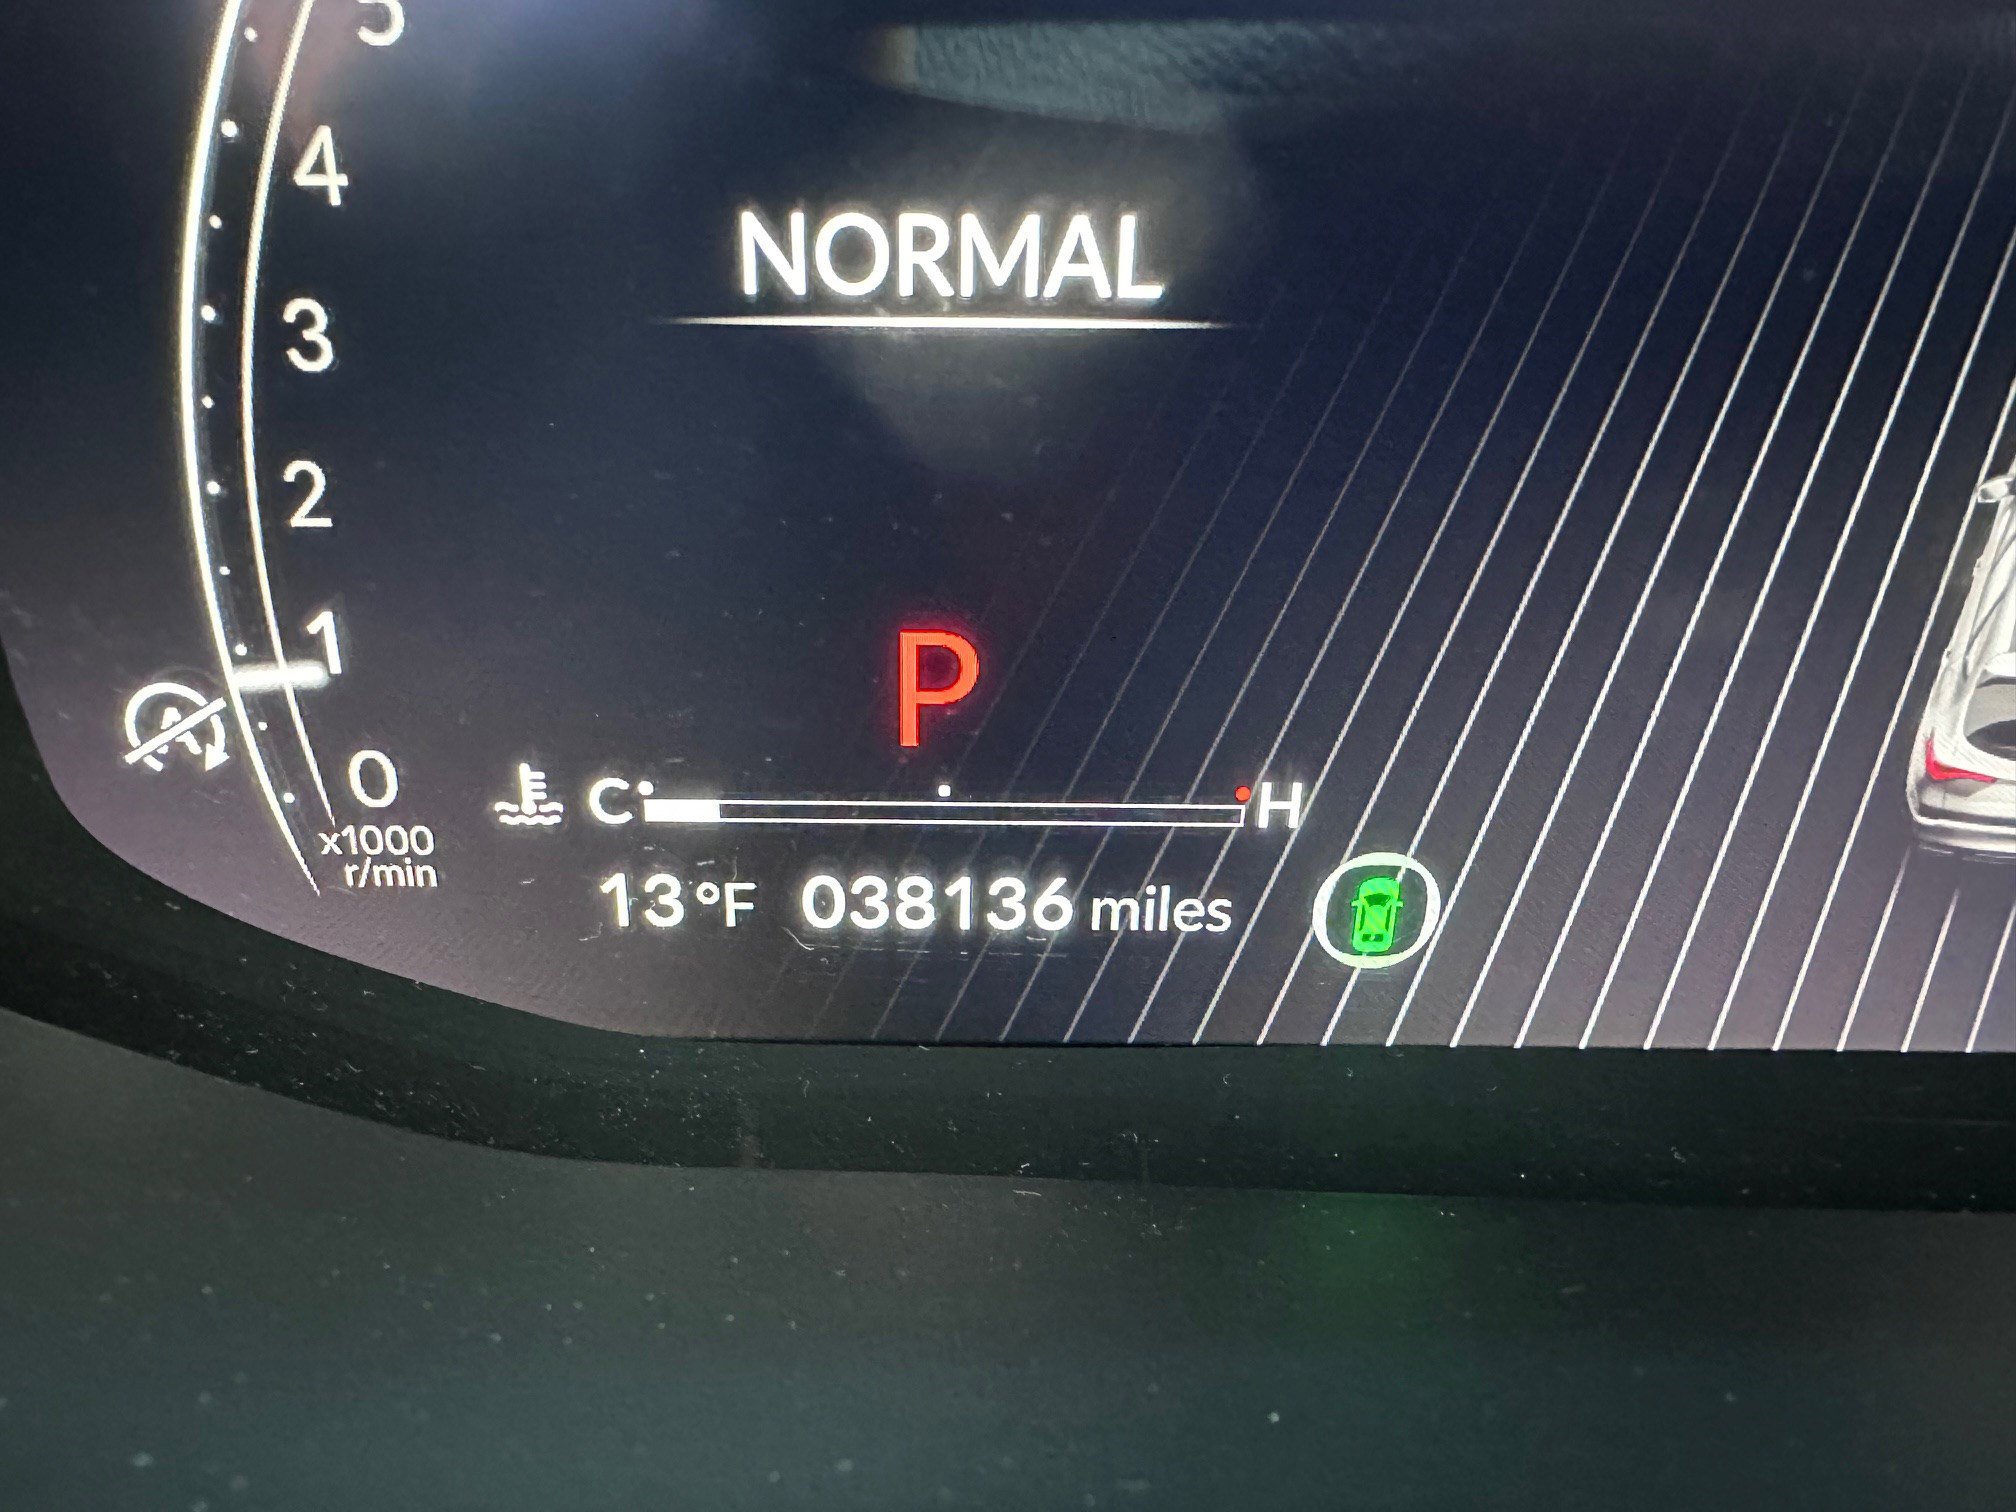 5
4
NORMAL
3
2
1
P
A
0
x1000
r/min
C H
13°F 038136 miles